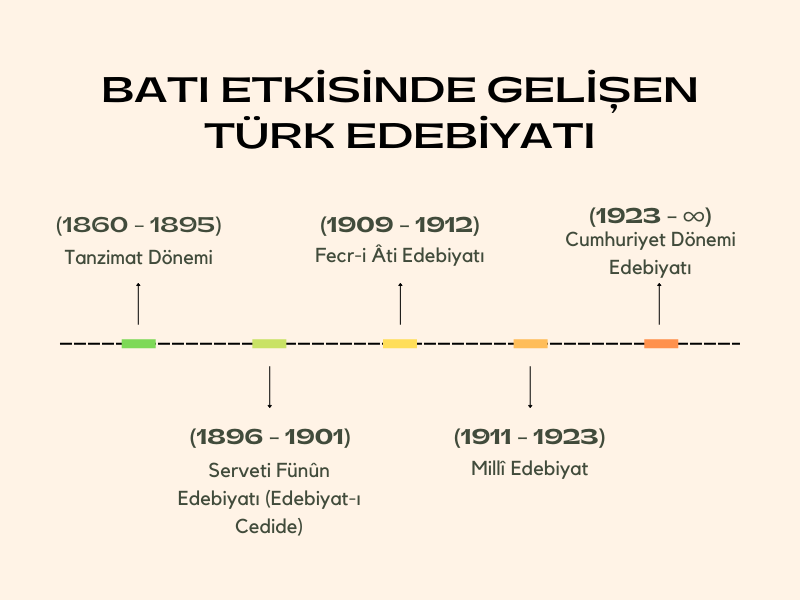 BATI ETKİSİNDE GELİŞEN
TÜRK EDEBİYATI
(1860 - 1895)
Tanzimat Dönemi
(1909 - 1912)
Fecr-i Âti Edebiyatı
(1923 - ∞)
Cumhuriyet Dönemi
Edebiyatı
(1896 - 1901)
Serveti Fünûn
Edebiyatı (Edebiyat-ı
Cedide)
(1911 - 1923)
Millî Edebiyat